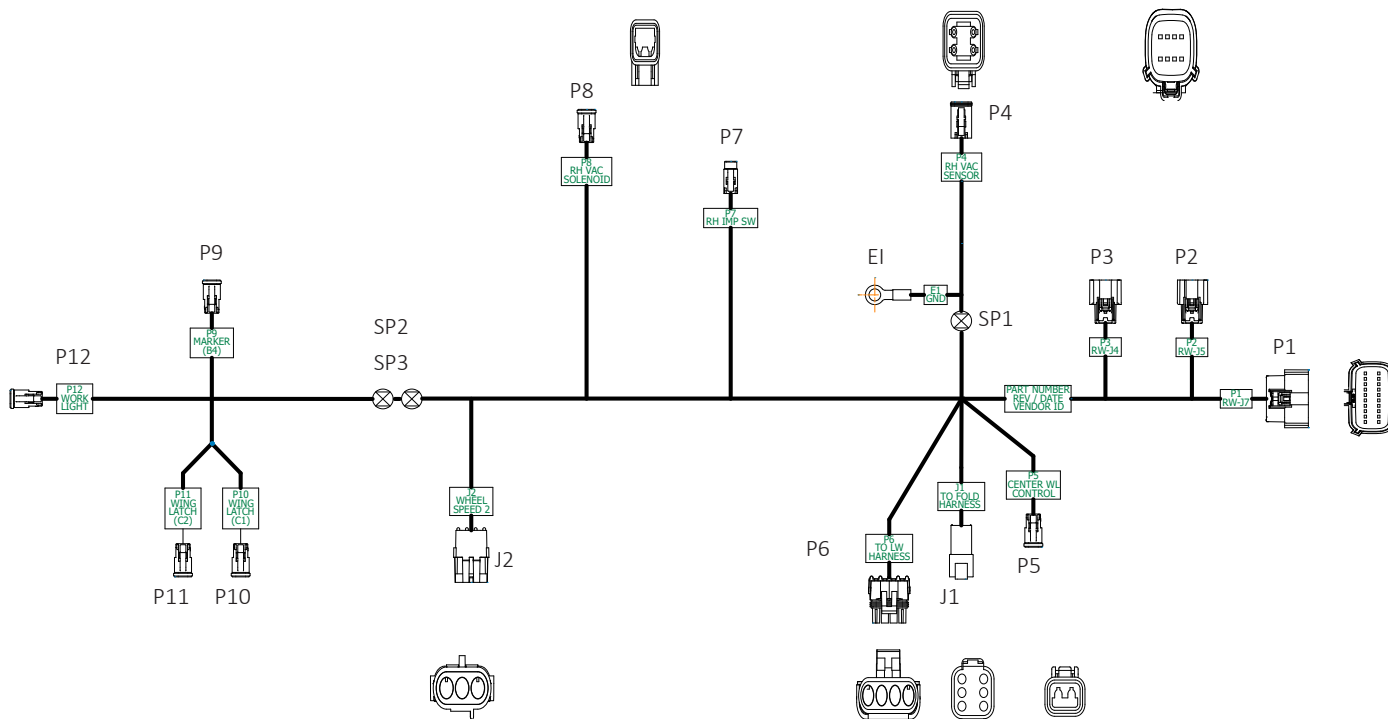 P8
P4
P7
P8
RH VAC
SOLENOID
P4
RH VAC
SENSOR
P7
RH IMP SW
P9
EI
P3
P2
E1
GND
SP1
SP2
P9
MARKER
(B4)
P3
RW-J4
P2
RW-J5
P12
SP3
P1
P12
WORK
LIGHT
PART NUMBER
REV / DATE
VENDOR ID
P1
RW-J7
P11
WING
LATCH
(C2)
P10
WING
LATCH
(C1)
J2
WHEEL
SPEED 2
J1
TO FOLD
HARNESS
P5
CENTER WL
CONTROL
P6
P6
TO LW
HARNESS
J2
P5
P11
P10
J1